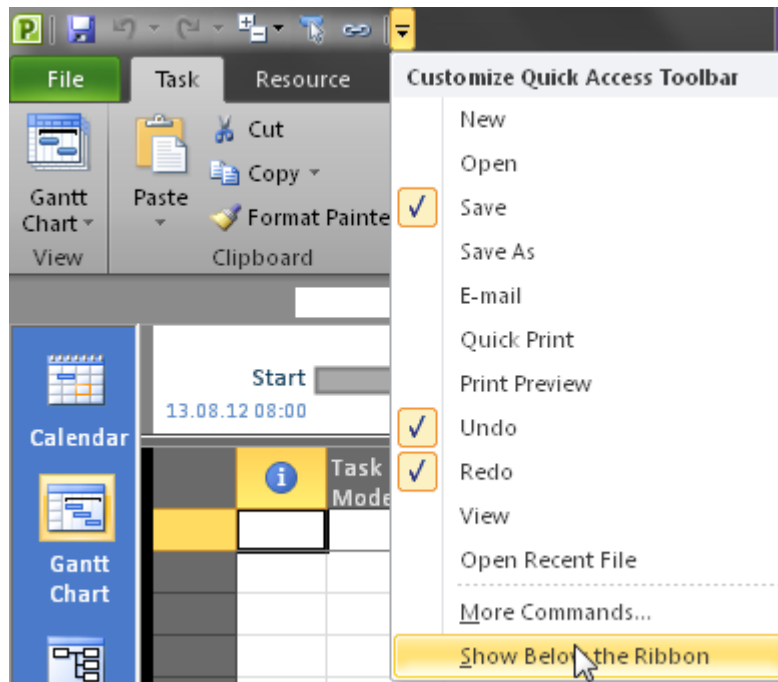 P
File
Task
Resource
Customize Quick Access Toolbar
New
Open
Save
Save As
E-mail
Quick Print
Print Preview
Undo
Redo
View
Open Recent File
More Commands...
Show Below the Ribbon
Gantt
Chart
View
Paste
Cut
Copy
Format Painte
Clipboard
Start
13.08.12 08:00
Calendar
Gantt
Chart
i
Task
Mode